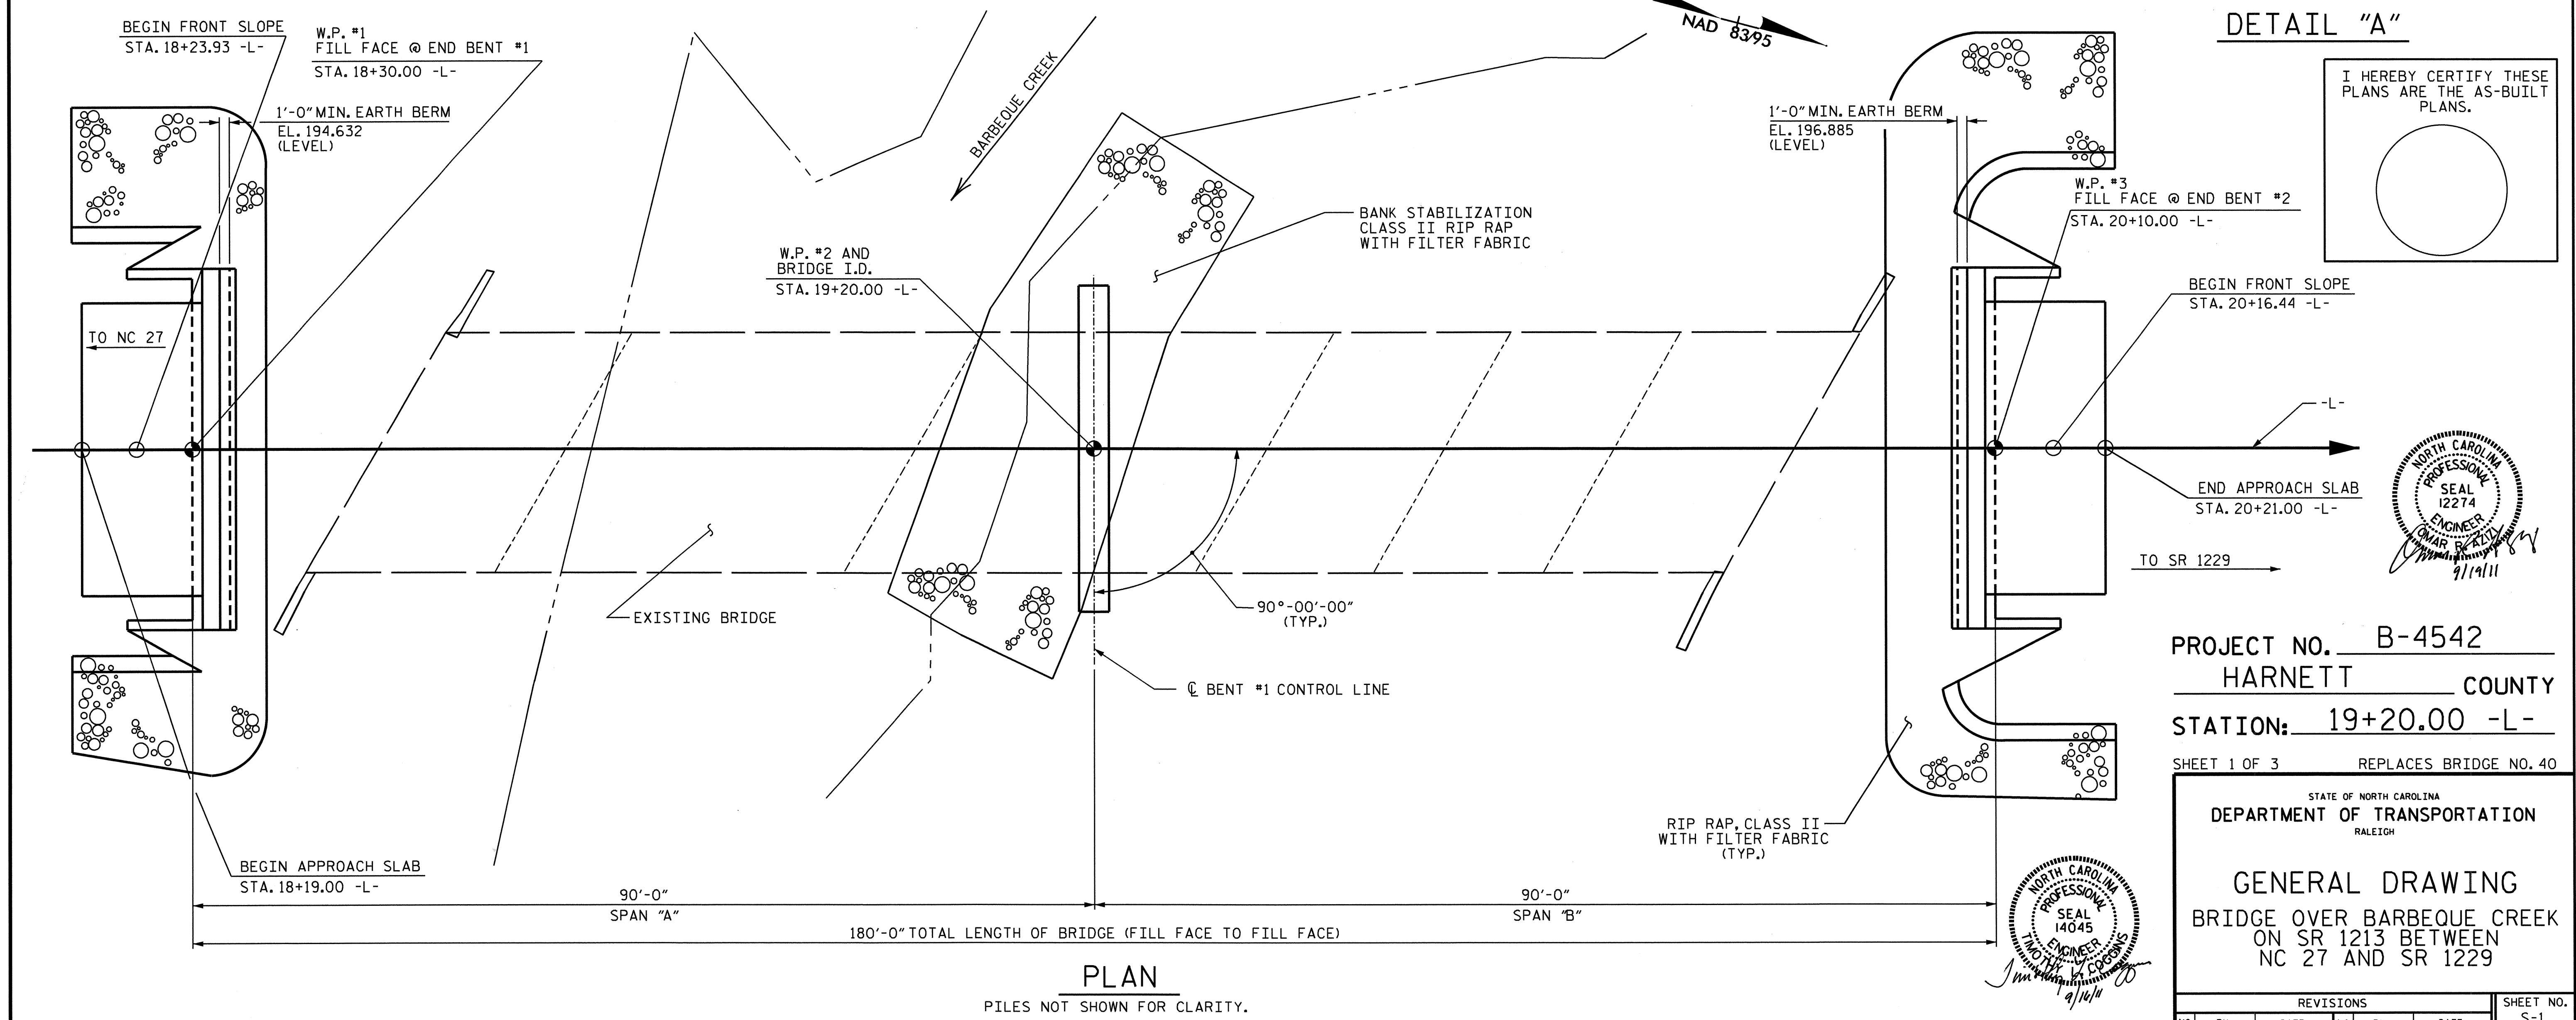 BEGIN FRONT SLOPE
STA. 18+23.93 -L-
W.P. #1
FILL FACE @ END BENT #1
STA. 18+30.00 -L-
1'-0" MIN. EARTH BERM
EL. 194.632
(LEVEL)
TO NC 27
BARBEQUE CREEK
W.P. #2 AND
BRIDGE I.D.
STA. 19+20.00 -L-
BANK STABILIZATION
CLASS II RIP RAP
WITH FILTER FABRIC
NAD 83/95
1'-0" MIN. EARTH BERM
EL. 196.885
(LEVEL)
W.P. #3
FILL FACE @ END BENT #2
STA. 20+10.00 -L-
BEGIN FRONT SLOPE
STA. 20+16.44 -L-
-L-
END APPROACH SLAB
STA. 20+21.00 -L-
TO SR 1229
EXISTING BRIDGE
90°-00'-00"
(TYP.)
℄ BENT #1 CONTROL LINE
RIP RAP, CLASS II
WITH FILTER FABRIC
(TYP.)
BEGIN APPROACH SLAB
STA. 18+19.00 -L-
90'-0"
SPAN "A"
90'-0"
SPAN "B"
180'-0" TOTAL LENGTH OF BRIDGE (FILL FACE TO FILL FACE)
PLAN
PILES NOT SHOWN FOR CLARITY.
DETAIL "A"
I HEREBY CERTIFY THESE
PLANS ARE THE AS-BUILT
PLANS.
NORTH CAROLINA
PROFESSIONAL
SEAL
12274
ENGINEER
OMAR R. AZIZI
9/19/11
NORTH CAROLINA
PROFESSIONAL
SEAL
14045
ENGINEER
TIMOTHY L. COGGINS
9/16/11
PROJECT NO. B-4542
HARNETT COUNTY
STATION: 19+20.00 -L-
SHEET 1 OF 3 REPLACES BRIDGE NO. 40
STATE OF NORTH CAROLINA
DEPARTMENT OF TRANSPORTATION
RALEIGH
GENERAL DRAWING
BRIDGE OVER BARBEQUE CREEK
ON SR 1213 BETWEEN
NC 27 AND SR 1229
REVISIONS
SHEET NO.
S-1